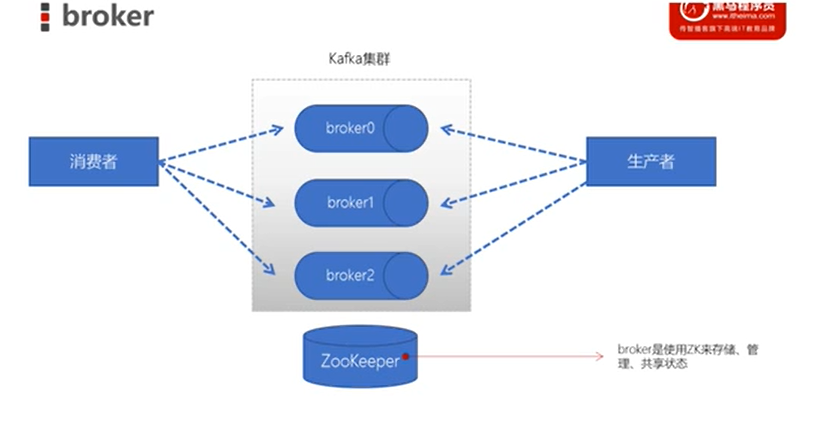 broker
黑马程序员
www.itheima.com
传智播客旗下高端IT教育品牌
Kafka集群
broker0
消费者
生产者
broker1
broker2
ZooKeeper
broker是使用ZK来存储、管
理、共享状态